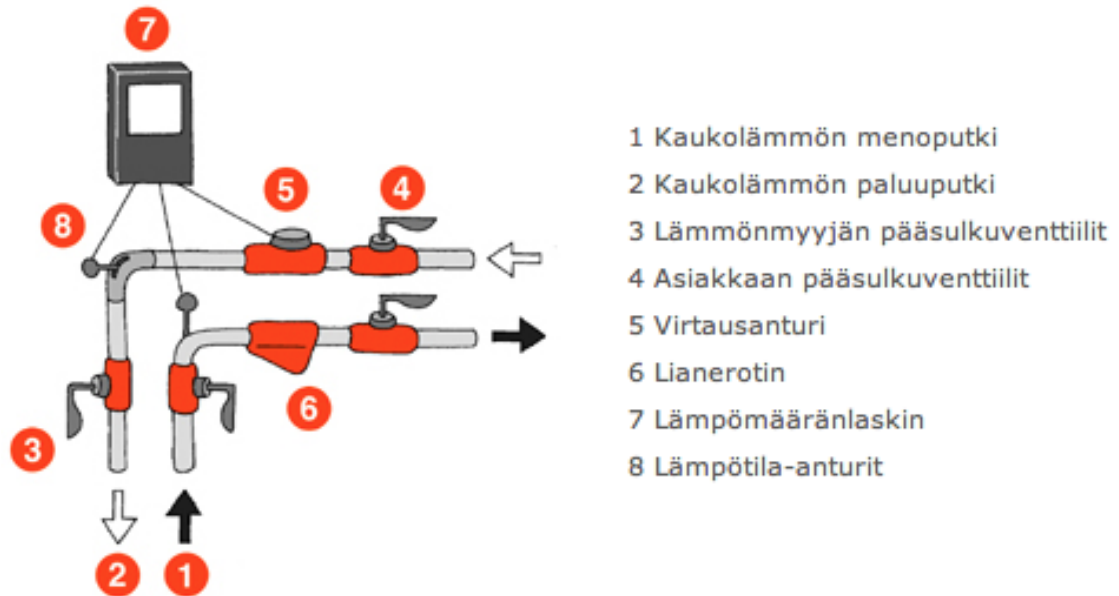 7
8
5
4
3
6
2
1
1 Kaukolämmön menoputki
2 Kaukolämmön paluuputki
3 Lämmönmyyjän pääsulkuventtiilit
4 Asiakkaan pääsulkuventtiilit
5 Virtausanturi
6 Lianerotin
7 Lämpömääränlaskin
8 Lämpötila-anturit